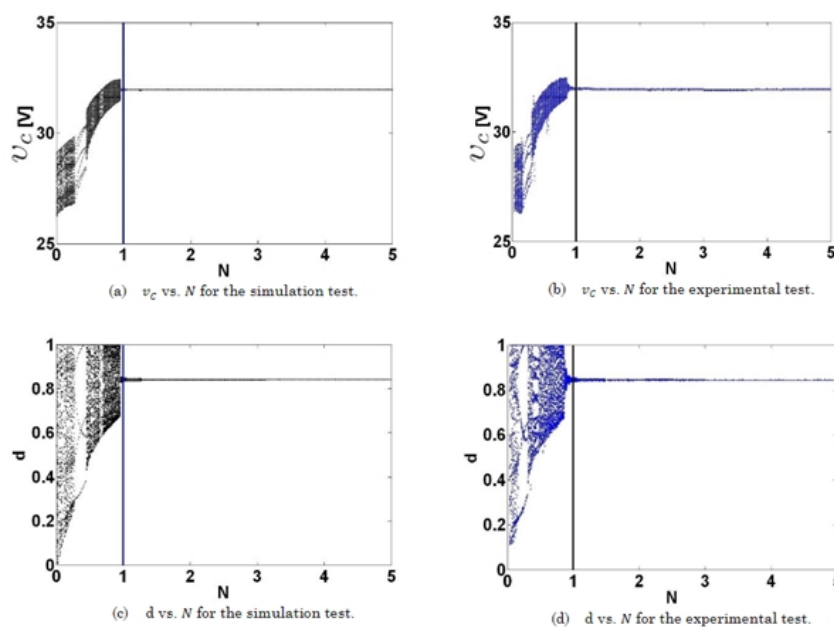 35
30
25
υ_C [V]
0 1 2 3 4 5
N
(a) v_C vs. N for the simulation test.
35
30
25
υ_C [V]
0 1 2 3 4 5
N
(b) v_C vs. N for the experimental test.
1
0.8
0.6
0.4
0.2
0
d
0 1 2 3 4 5
N
(c) d vs. N for the simulation test.
1
0.8
0.6
0.4
0.2
0
d
0 1 2 3 4 5
N
(d) d vs. N for the experimental test.